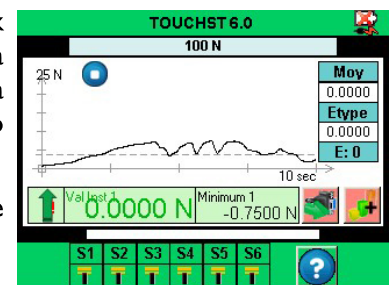 TOUCHST 6.0
100 N
25 N
Moy
0.0000
Etype
0.0000
E: 0
10 sec
Val Inst 1
0.0000 N
Minimum 1
-0.7500 N
S1 S2 S3 S4 S5 S6
?